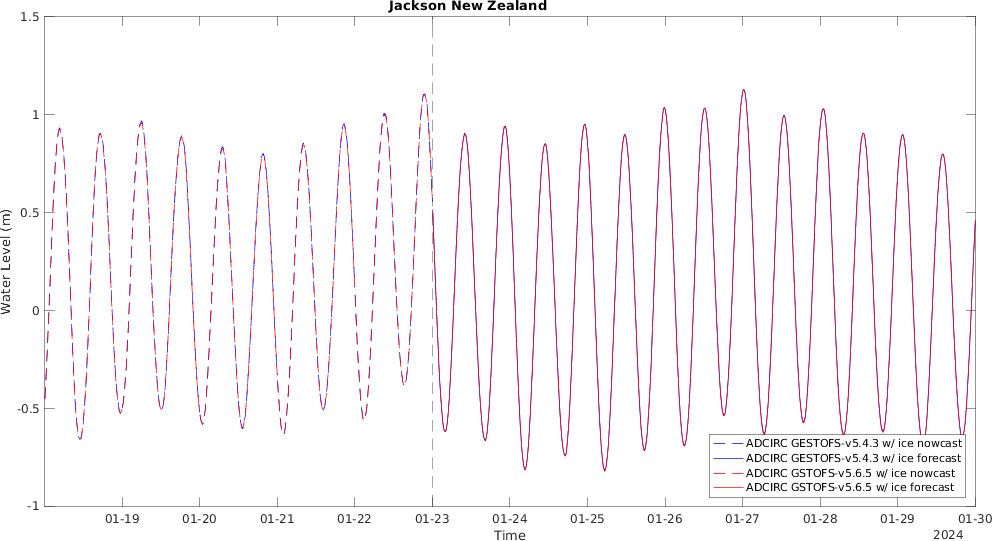 Jackson New Zealand
1.5
1
0.5
0
-0.5
-1
Water Level (m)
ADCIRC GESTOFS-v5.4.3 w/ ice nowcast
ADCIRC GESTOFS-v5.4.3 w/ ice forecast
ADCIRC GSTOFS-v5.6.5 w/ ice nowcast
ADCIRC GSTOFS-v5.6.5 w/ ice forecast
01-19 01-20 01-21 01-22 01-23 01-24 01-25 01-26 01-27 01-28 01-29 01-30
Time
2024